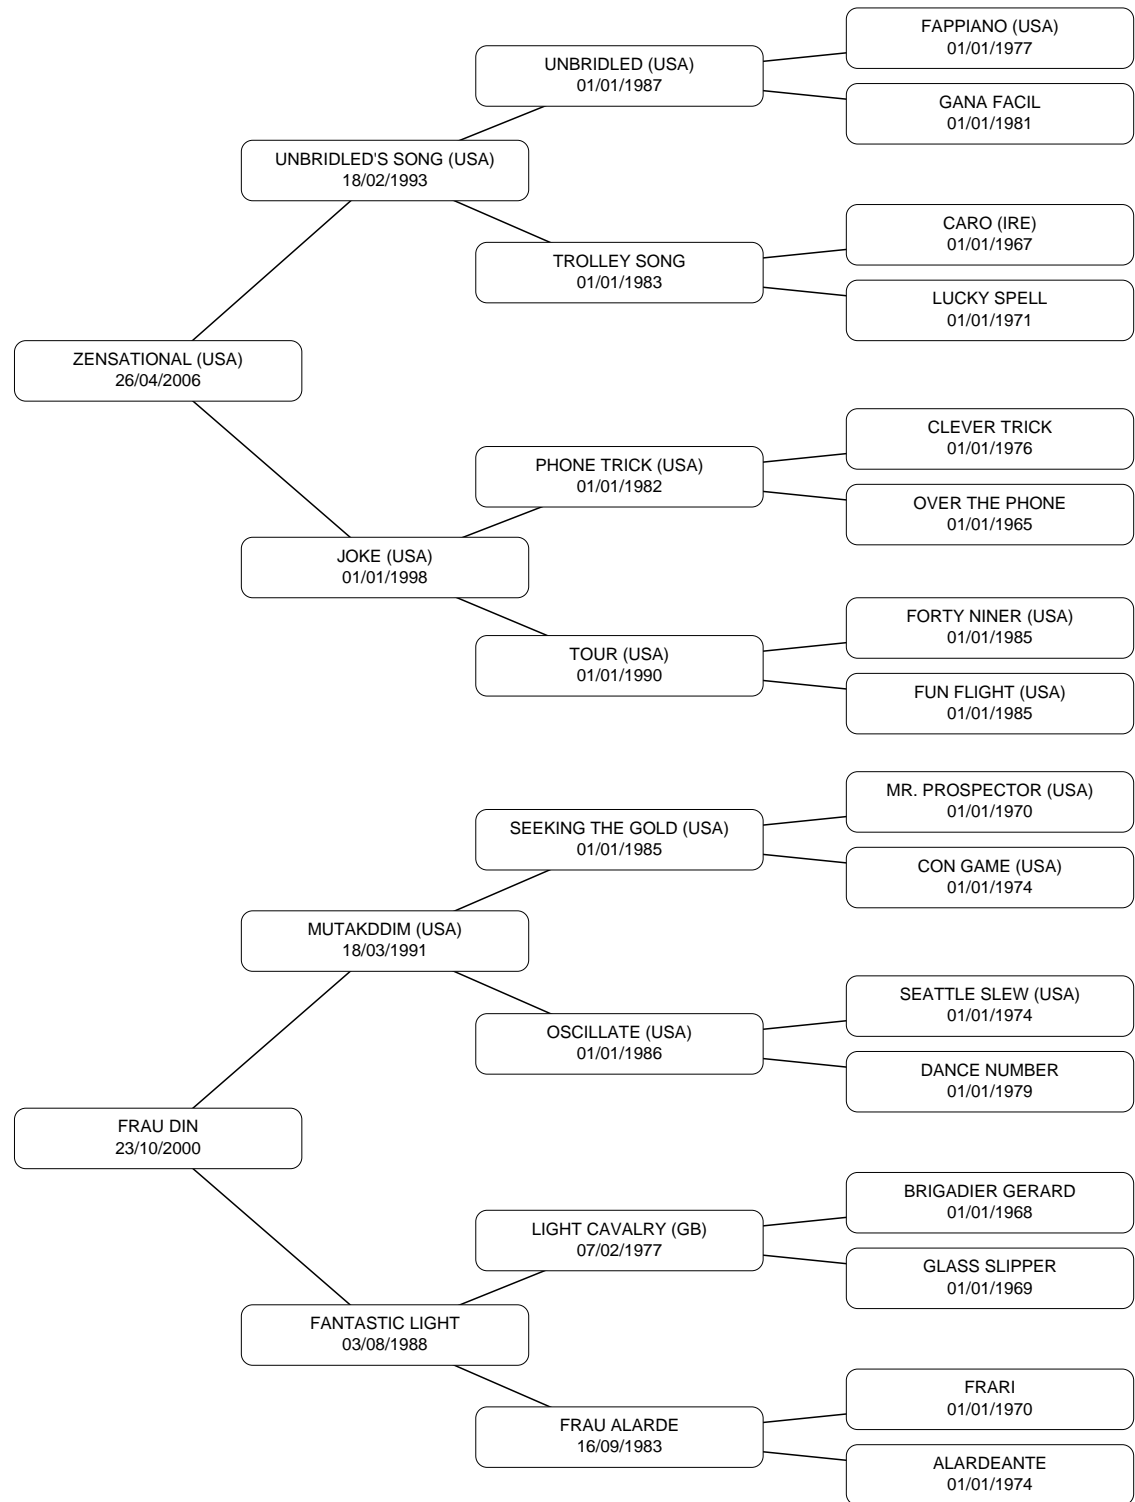 FAPPIANO (USA)
01/01/1977
UNBRIDLED (USA)
01/01/1987
GANA FACIL
01/01/1981
UNBRIDLED'S SONG (USA)
18/02/1993
CARO (IRE)
01/01/1967
TROLLEY SONG
01/01/1983
LUCKY SPELL
01/01/1971
ZENSATIONAL (USA)
26/04/2006
CLEVER TRICK
01/01/1976
PHONE TRICK (USA)
01/01/1982
OVER THE PHONE
01/01/1965
JOKE (USA)
01/01/1998
FORTY NINER (USA)
01/01/1985
TOUR (USA)
01/01/1990
FUN FLIGHT (USA)
01/01/1985
MR. PROSPECTOR (USA)
01/01/1970
SEEKING THE GOLD (USA)
01/01/1985
CON GAME (USA)
01/01/1974
MUTAKDDIM (USA)
18/03/1991
SEATTLE SLEW (USA)
01/01/1974
OSCILLATE (USA)
01/01/1986
DANCE NUMBER
01/01/1979
FRAU DIN
23/10/2000
BRIGADIER GERARD
01/01/1968
LIGHT CAVALRY (GB)
07/02/1977
GLASS SLIPPER
01/01/1969
FANTASTIC LIGHT
03/08/1988
FRARI
01/01/1970
FRAU ALARDE
16/09/1983
ALARDEANTE
01/01/1974